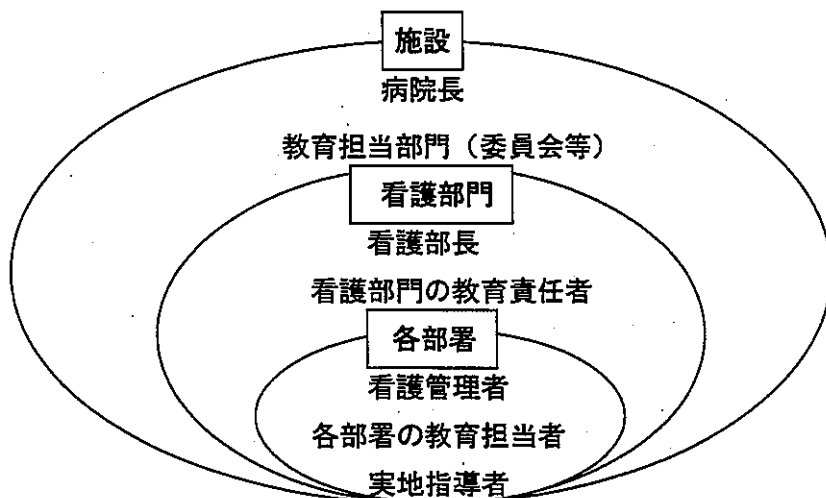 施設
病院長
教育担当部門（委員会等）
看護部門
看護部長
看護部門の教育責任者
各部署
看護管理者
各部署の教育担当者
実地指導者